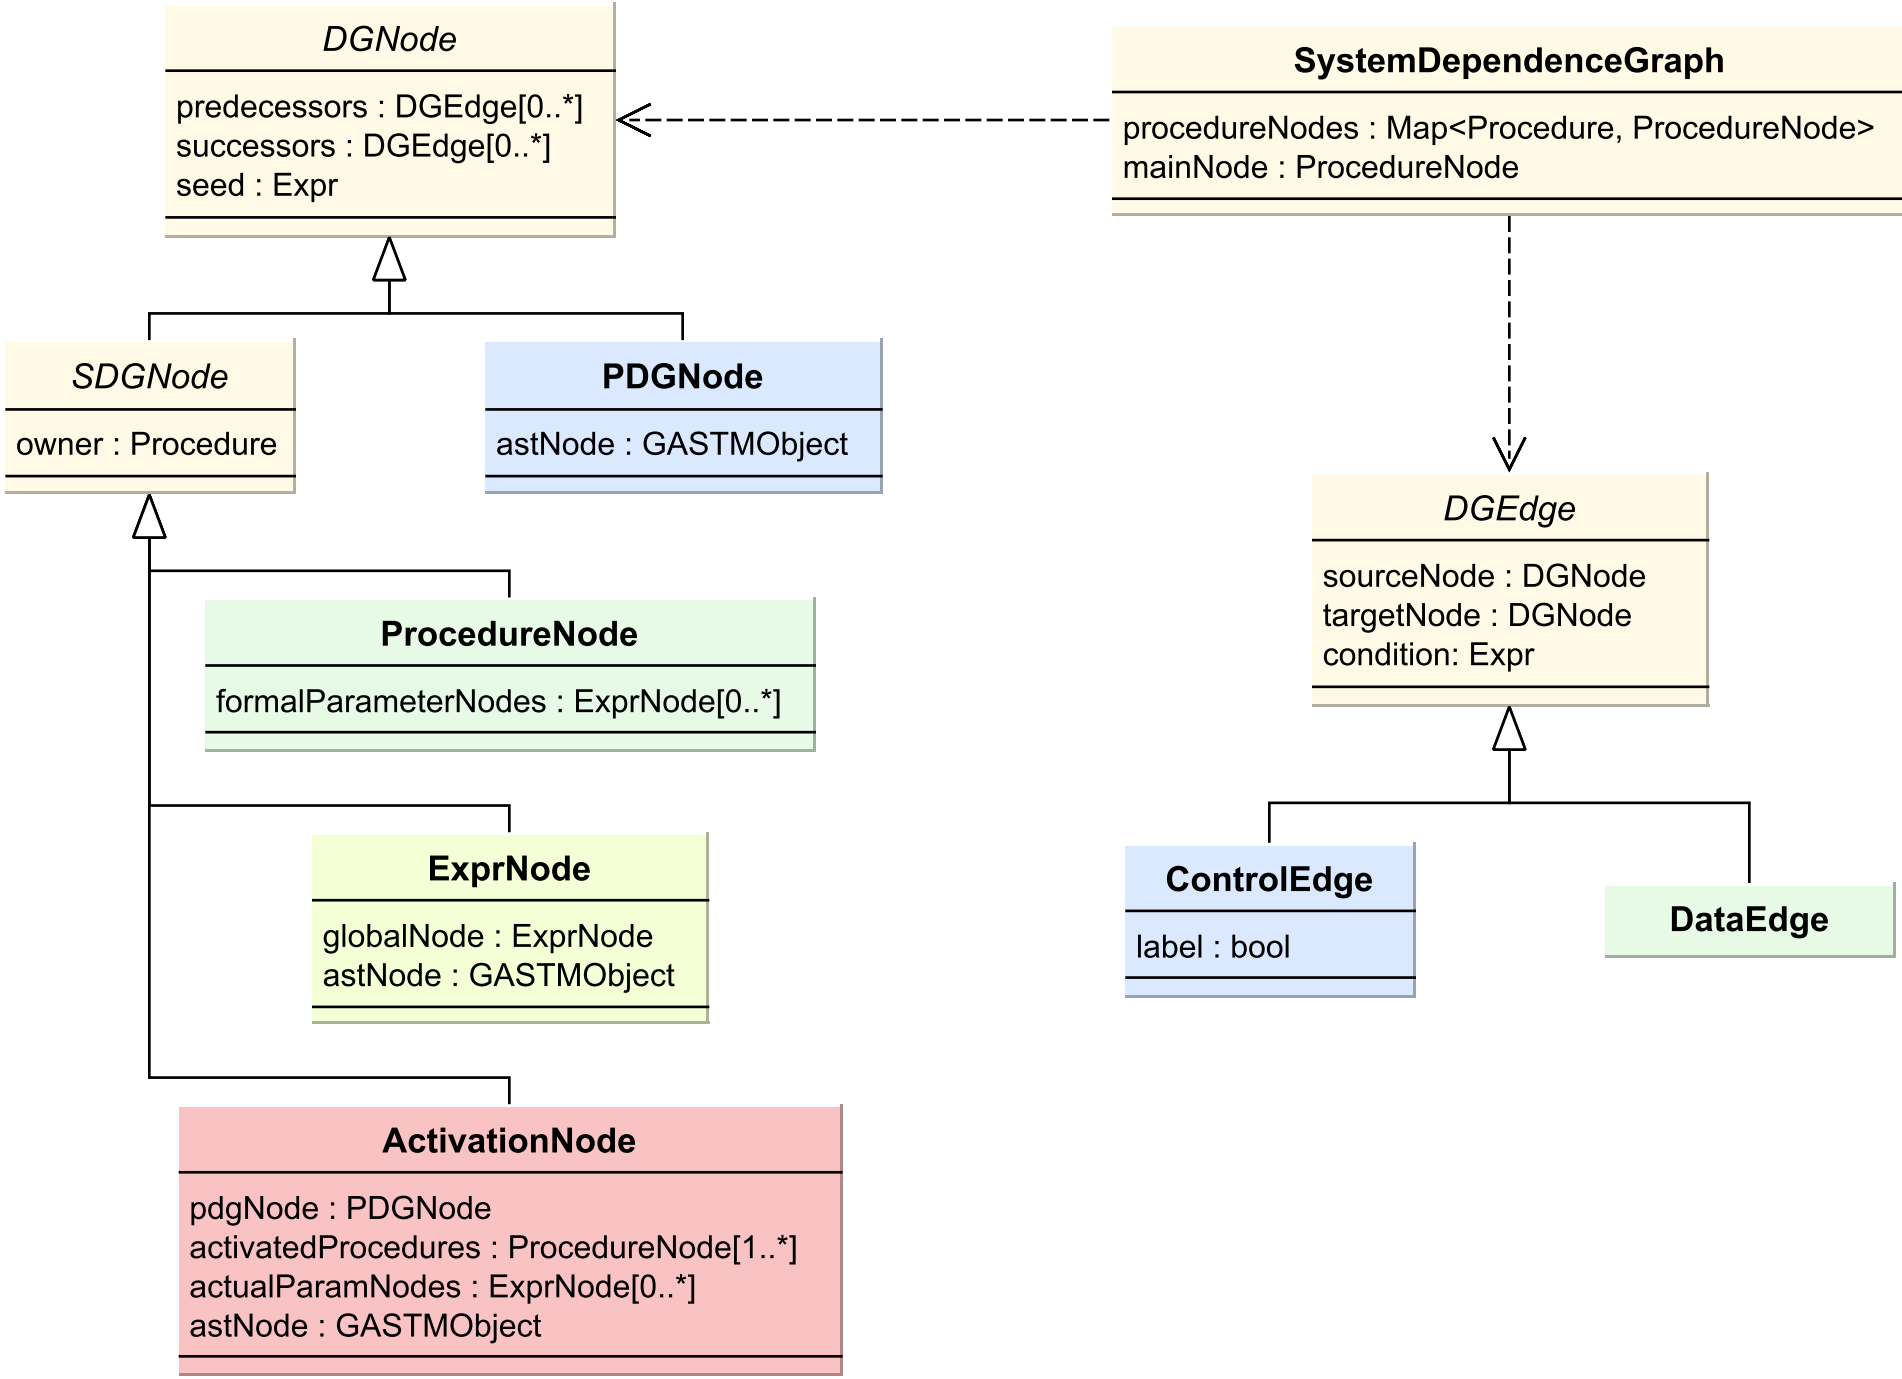 DGNode
predecessors : DGEdge[0..*]
successors : DGEdge[0..*]
seed : Expr
SystemDependenceGraph
procedureNodes : Map<Procedure, ProcedureNode>
mainNode : ProcedureNode
SDGNode
owner : Procedure
PDGNode
astNode : GASTMObject
DGEdge
sourceNode : DGNode
targetNode : DGNode
condition: Expr
ProcedureNode
formalParameterNodes : ExprNode[0..*]
ExprNode
globalNode : ExprNode
astNode : GASTMObject
ControlEdge
label : bool
DataEdge
ActivationNode
pdgNode : PDGNode
activatedProcedures : ProcedureNode[1..*]
actualParamNodes : ExprNode[0..*]
astNode : GASTMObject